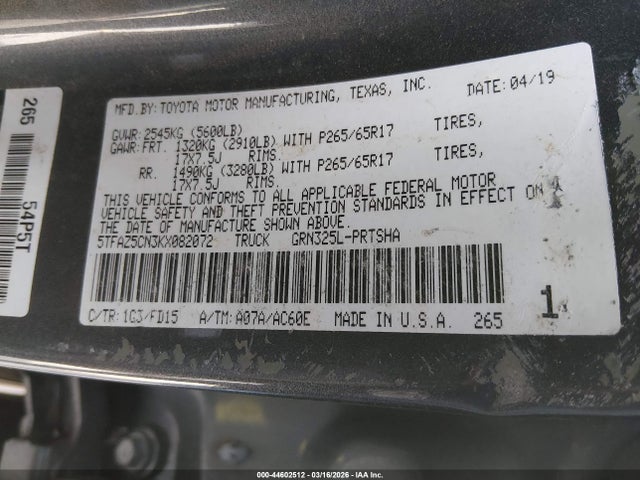 MFD.BY: TOYOTA MOTOR MANUFACTURING, TEXAS, INC. DATE: 04/19
GVWR: 2545KG (5600LB)
GAWR: FRT. 1320KG (2910LB) WITH P265/65R17 TIRES,
17X7.5J RIMS.
RR. 1490KG (3280LB) WITH P265/65R17 TIRES,
17X7.5J RIMS.
THIS VEHICLE CONFORMS TO ALL APPLICABLE FEDERAL MOTOR
VEHICLE SAFETY AND THEFT PREVENTION STANDARDS IN EFFECT ON
THE DATE OF MANUFACTURE SHOWN ABOVE.
5TFAZ5CN3KX082072 TRUCK GRN325L-PRTSHA
C/TR: 1G3/FD15 A/TM: A07A/AC60E MADE IN U.S.A. 265
1
265 54P5T
000-44602512 - 03/16/2026 - IAA Inc.